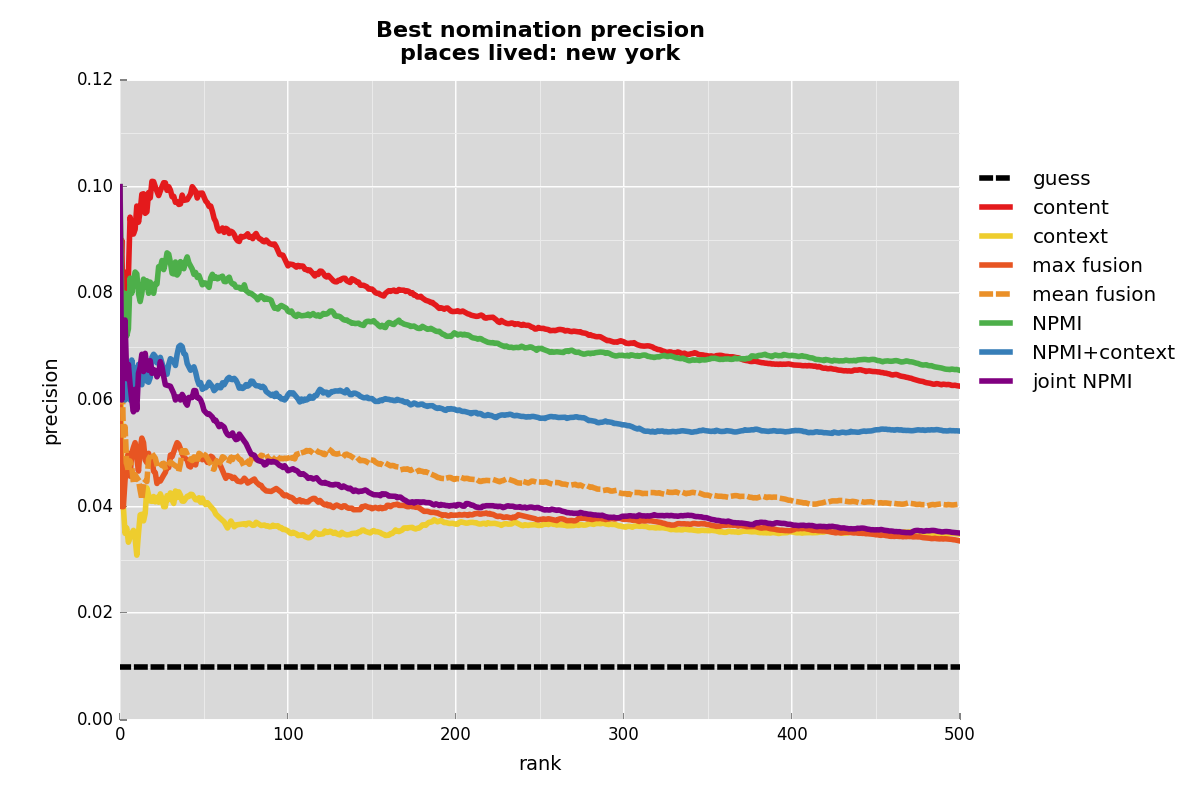 Best nomination precision
places lived: new york
precision
0.12
0.10
0.08
0.06
0.04
0.02
0.00
0 100 200 300 400 500
rank
guess
content
context
max fusion
mean fusion
NPMI
NPMI+context
joint NPMI